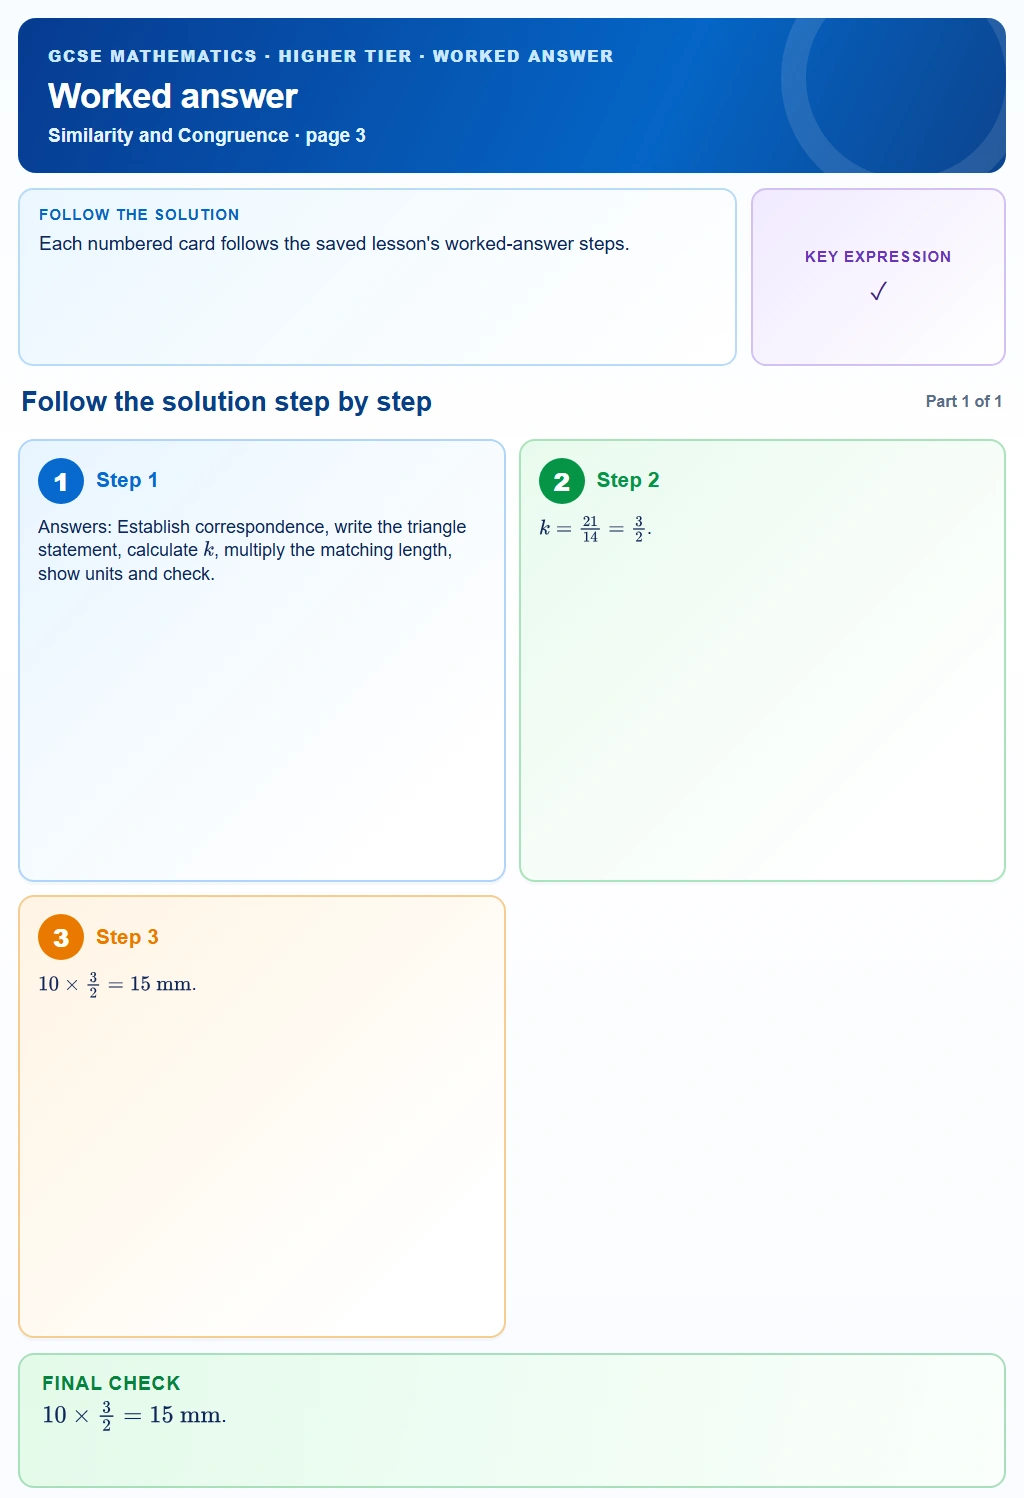 GCSE MATHEMATICS · HIGHER TIER · WORKED ANSWER
Worked answer
Similarity and Congruence · page 3
FOLLOW THE SOLUTION
Each numbered card follows the saved lesson's worked-answer steps.
KEY EXPRESSION
✓
Follow the solution step by step
Part 1 of 1
1 Step 1
Answers: Establish correspondence, write the triangle
statement, calculate k, multiply the matching length,
show units and check.
2 Step 2
k = 21/14 = 3/2.
3 Step 3
10 × 3/2 = 15 mm.
FINAL CHECK
10 × 3/2 = 15 mm.